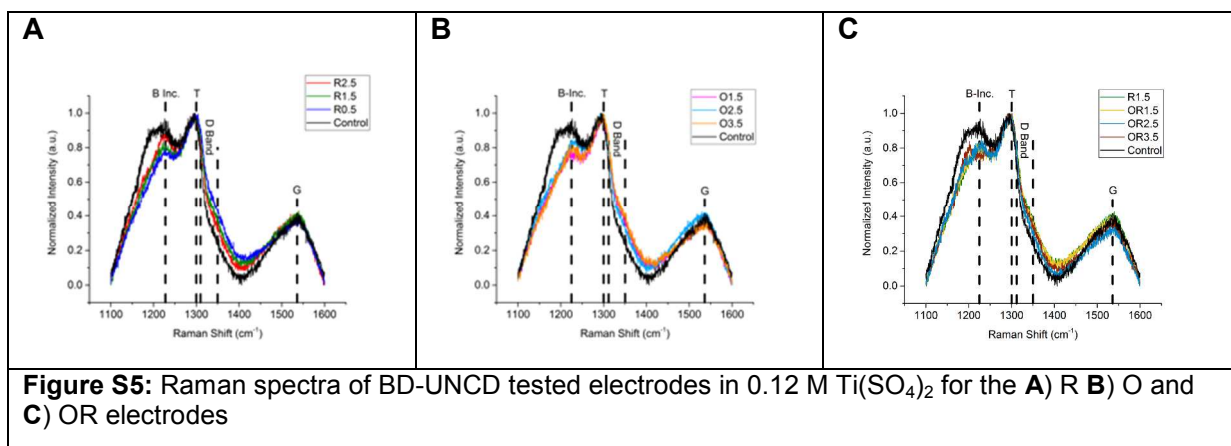 A
B Inc.
T
D Band
G
R2.5
R1.5
R0.5
Control
Normalized Intensity (a.u.)
1.0
0.8
0.6
0.4
0.2
0.0
1100 1200 1300 1400 1500 1600
Raman Shift (cm⁻¹)
B
B-Inc.
T
D Band
G
O1.5
O2.5
O3.5
Control
Normalized Intensity (a.u.)
1.0
0.8
0.6
0.4
0.2
0.0
1100 1200 1300 1400 1500 1600
Raman Shift (cm⁻¹)
C
B-Inc.
T
D Band
G
R1.5
OR1.5
OR2.5
OR3.5
Control
Normalized Intensity (a.u.)
1.0
0.8
0.6
0.4
0.2
0.0
1100 1200 1300 1400 1500 1600
Raman Shift (cm⁻¹)
Figure S5: Raman spectra of BD-UNCD tested electrodes in 0.12 M Ti(SO₄)₂ for the A) R B) O and
C) OR electrodes